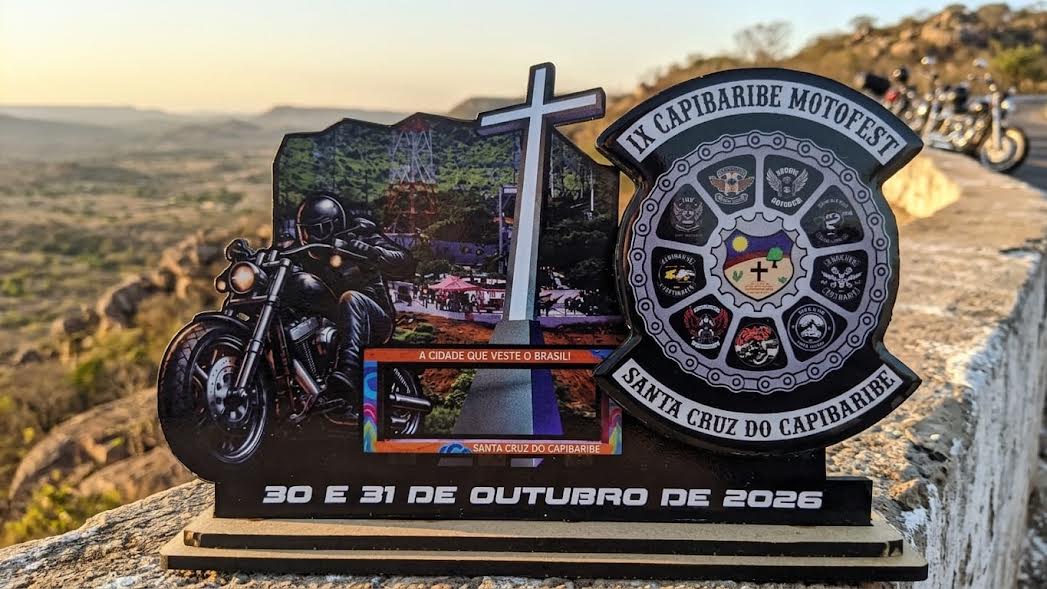 IX CAPIBARIBE MOTOFEST
A CIDADE QUE VESTE O BRASIL!
SANTA CRUZ DO CAPIBARIBE
SANTA CRUZ DO CAPIBARIBE
30 E 31 DE OUTUBRO DE 2026